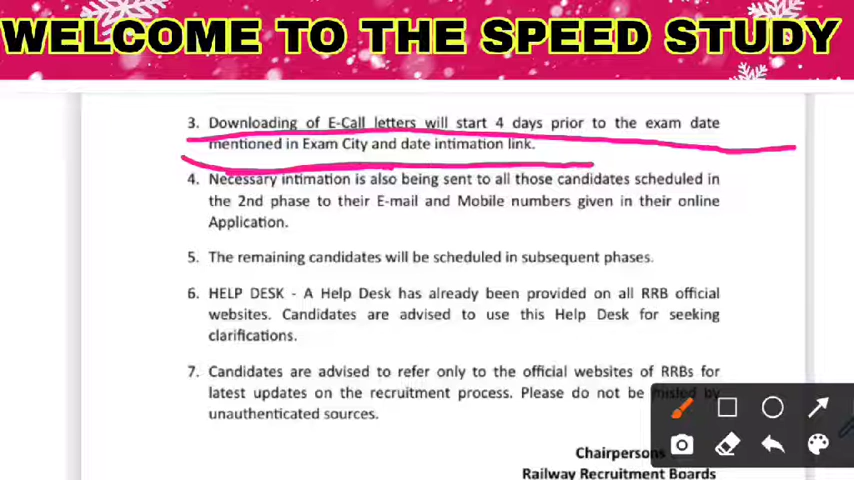 WELCOME TO THE SPEED STUDY
3. Downloading of E-Call letters will start 4 days prior to the exam date
mentioned in Exam City and date intimation link.
4. Necessary intimation is also being sent to all those candidates scheduled in
the 2nd phase to their E-mail and Mobile numbers given in their online
Application.
5. The remaining candidates will be scheduled in subsequent phases.
6. HELP DESK - A Help Desk has already been provided on all RRB official
websites. Candidates are advised to use this Help Desk for seeking
clarifications.
7. Candidates are advised to refer only to the official websites of RRBs for
latest updates on the recruitment process. Please do not be misled by
unauthenticated sources.
Chairpersons
Railway Recruitment Boards